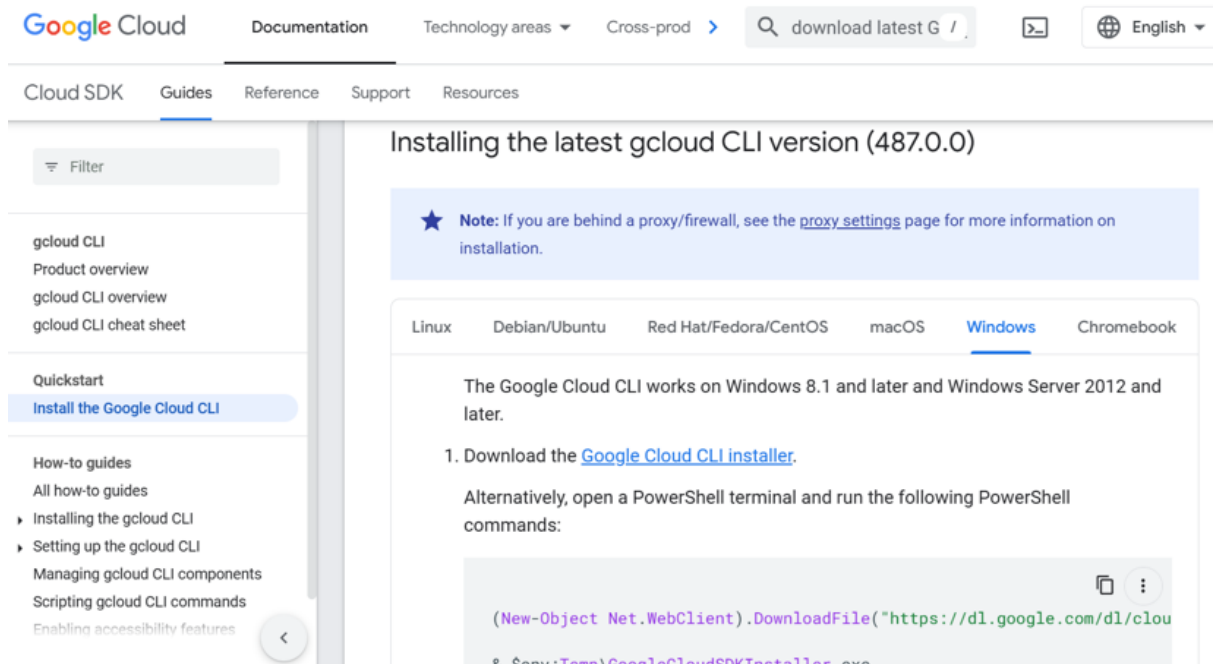 Google Cloud Documentation Technology areas Cross-prod download latest G / English
Cloud SDK Guides Reference Support Resources
Filter
gcloud CLI
Product overview
gcloud CLI overview
gcloud CLI cheat sheet
Quickstart
Install the Google Cloud CLI
How-to guides
All how-to guides
Installing the gcloud CLI
Setting up the gcloud CLI
Managing gcloud CLI components
Scripting gcloud CLI commands
Enabling accessibility features
Installing the latest gcloud CLI version (487.0.0)
Note: If you are behind a proxy/firewall, see the proxy settings page for more information on
installation.
Linux Debian/Ubuntu Red Hat/Fedora/CentOS macOS Windows Chromebook
The Google Cloud CLI works on Windows 8.1 and later and Windows Server 2012 and
later.
1. Download the Google Cloud CLI installer.
Alternatively, open a PowerShell terminal and run the following PowerShell
commands:
(New-Object Net.WebClient).DownloadFile("https://dl.google.com/dl/clou
& $env:Temp\GoogleCloudSDKInstaller.exe